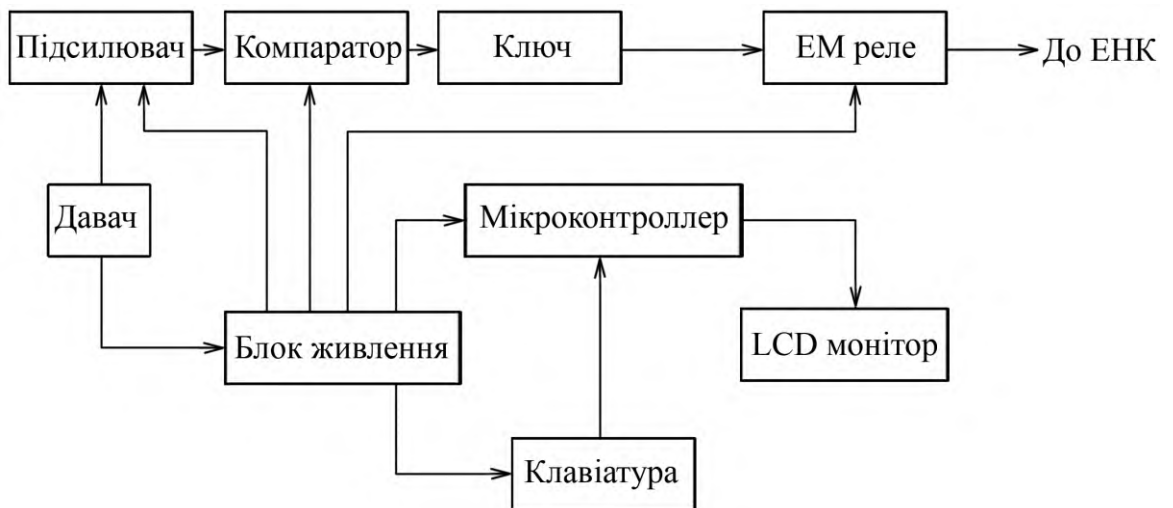 Підсилювач
Компаратор
Ключ
ЕМ реле
До ЕНК
Давач
Мікроконтроллер
Блок живлення
LCD монітор
Клавіатура